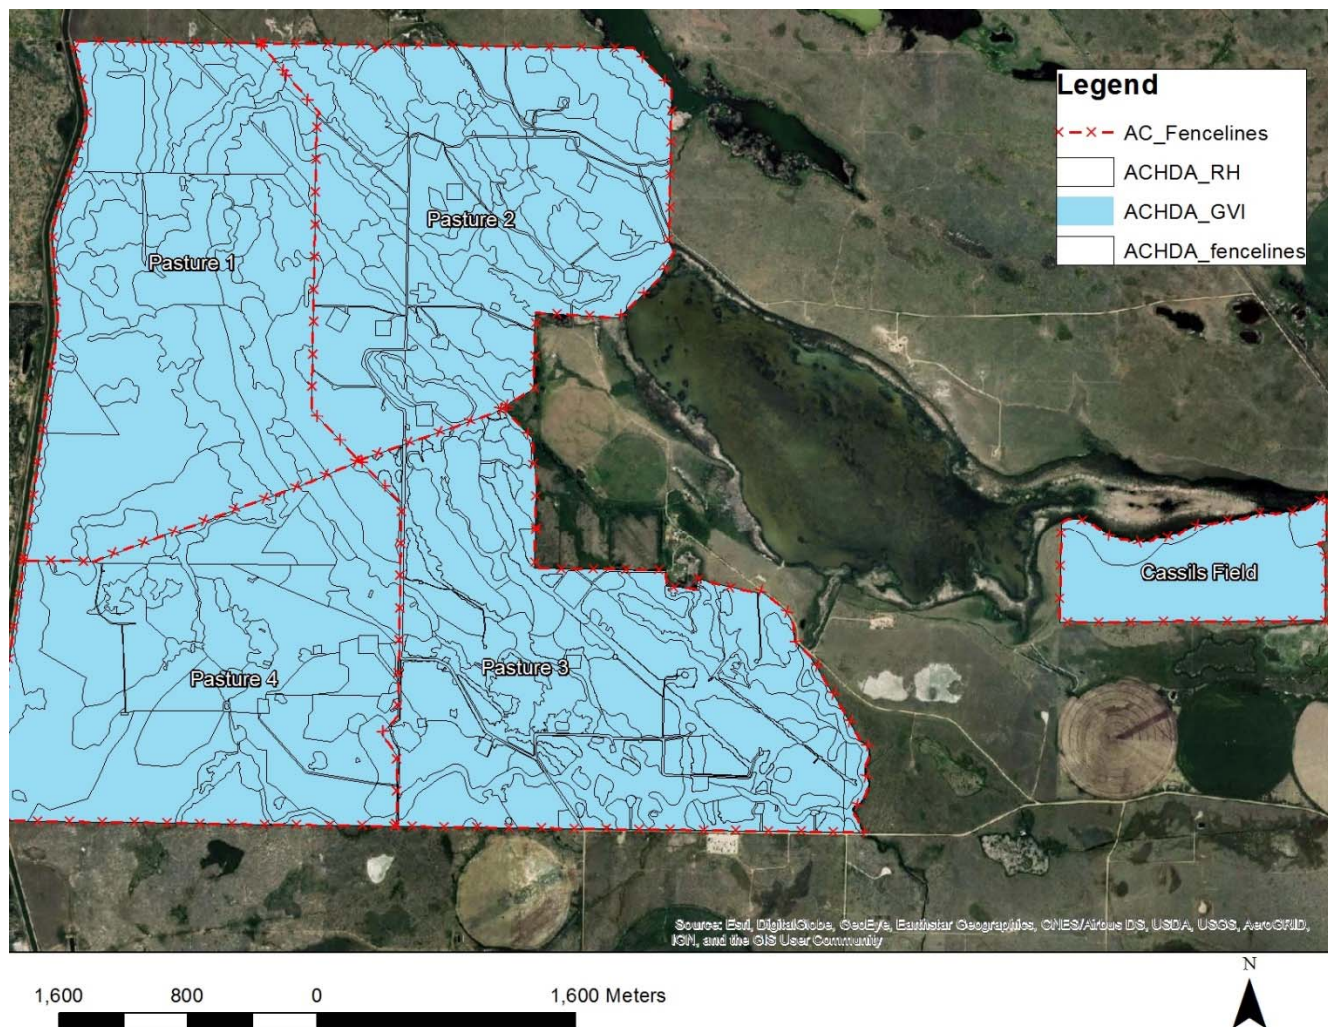 Legend
AC_Fencelines
ACHDA_RH
ACHDA_GVI
ACHDA_fencelines
Pasture 2
Pasture 1
Cassils Field
Pasture 3
Pasture 4
Source: Esri, DigitalGlobe, GeoEye, Earthstar Geographics, CNES/Airbus DS, USDA, USGS, AeroGRID,
IGN, and the GIS User Community
N
1,600 800 0 1,600 Meters